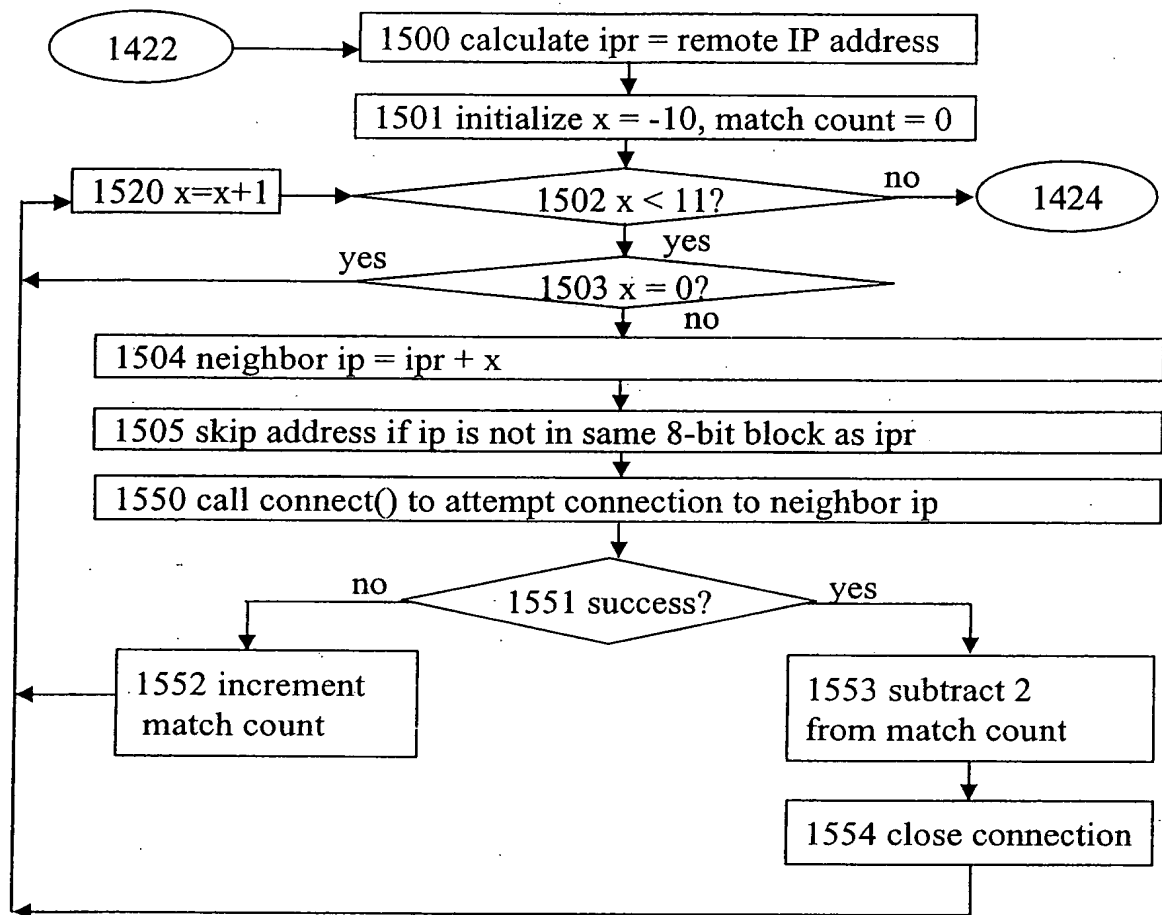 1422
1500 calculate ipr = remote IP address
1501 initialize x = -10, match count = 0
1520 x=x+1
1502 x < 11?
no
1424
yes
yes
1503 x = 0?
no
1504 neighbor ip = ipr + x
1505 skip address if ip is not in same 8-bit block as ipr
1550 call connect() to attempt connection to neighbor ip
no
1551 success?
yes
1552 increment
match count
1553 subtract 2
from match count
1554 close connection